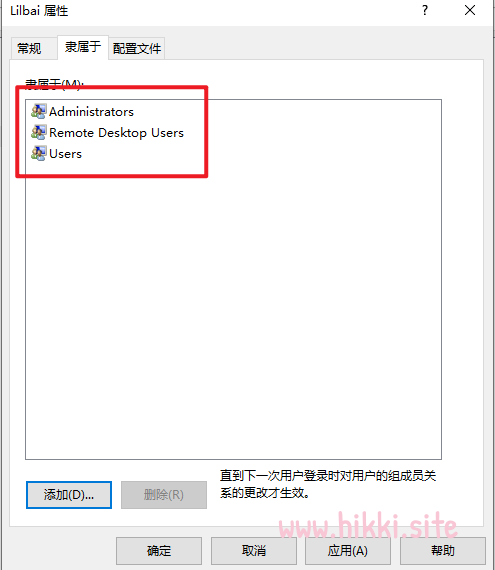 Lilbai 属性
常规
隶属于
配置文件
隶属于(M):
Administrators
Remote Desktop Users
Users
添加(D)...
删除(R)
直到下一次用户登录时对用户的组成员关
系的更改才生效。
www.hikki.site
确定
取消
应用(A)
帮助